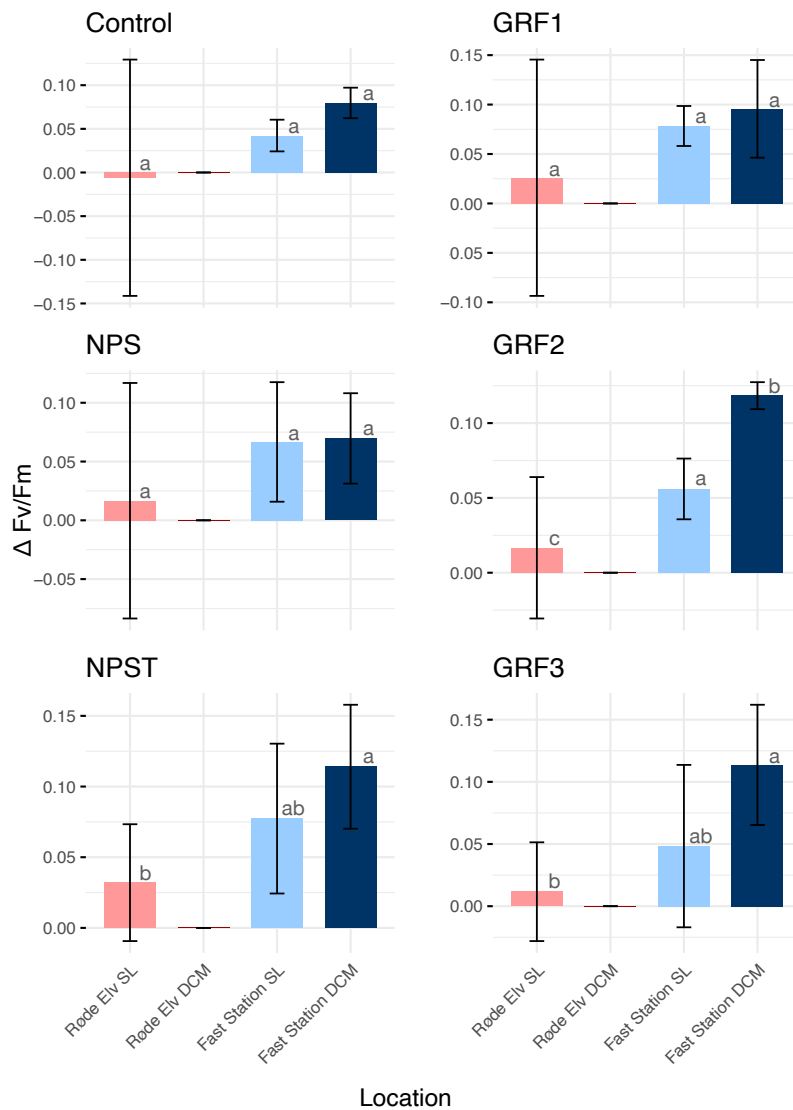 Control
0.10
0.05
0.00
−0.05
−0.10
−0.15
a
a
a
GRF1
0.15
0.10
0.05
0.00
0.05
−0.10
a
a
a
NPS
0.10
0.05
0.00
−0.05
a
a
a
GRF2
0.10
0.05
0.00
c
a
b
NPST
0.15
0.10
0.05
0.00
b
ab
a
GRF3
0.15
0.10
0.05
0.00
b
ab
a
Δ Fv/Fm
Røde Elv SL
Røde Elv DCM
Fast Station SL
Fast Station DCM
Røde Elv SL
Røde Elv DCM
Fast Station SL
Fast Station DCM
Location